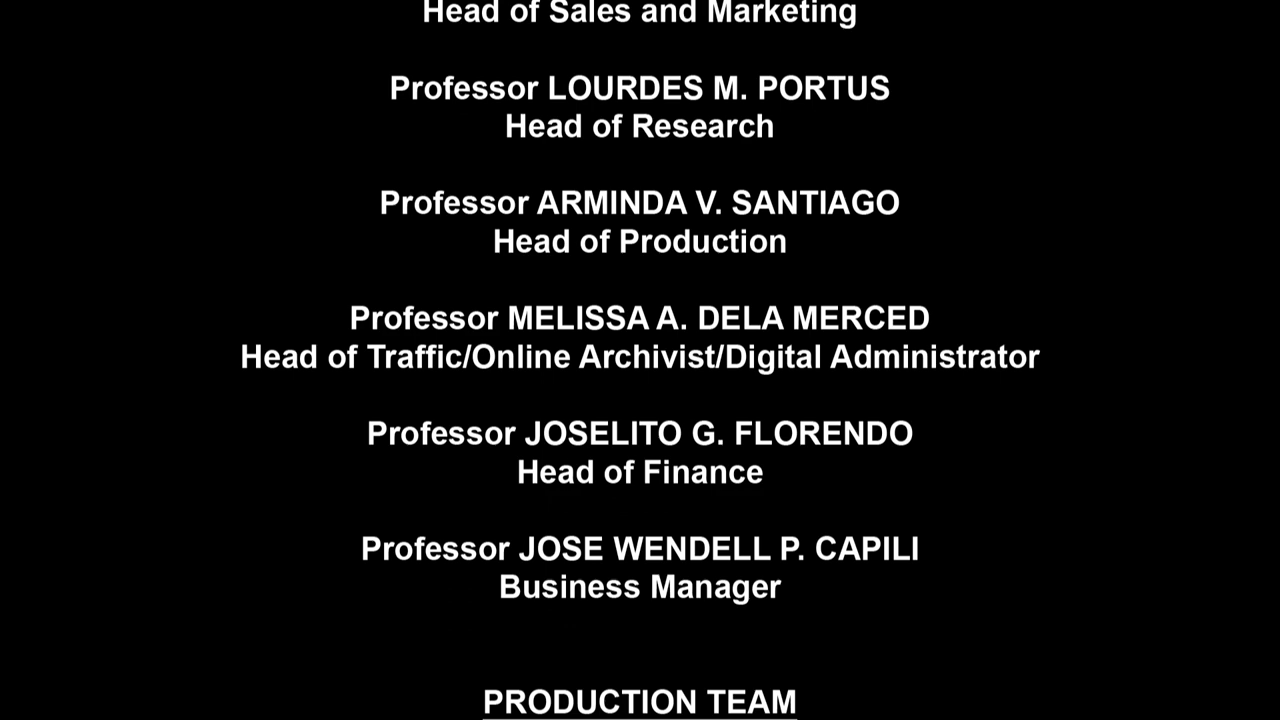 Head of Sales and Marketing
Professor LOURDES M. PORTUS
Head of Research
Professor ARMINDA V. SANTIAGO
Head of Production
Professor MELISSA A. DELA MERCED
Head of Traffic/Online Archivist/Digital Administrator
Professor JOSELITO G. FLORENDO
Head of Finance
Professor JOSE WENDELL P. CAPILI
Business Manager
PRODUCTION TEAM